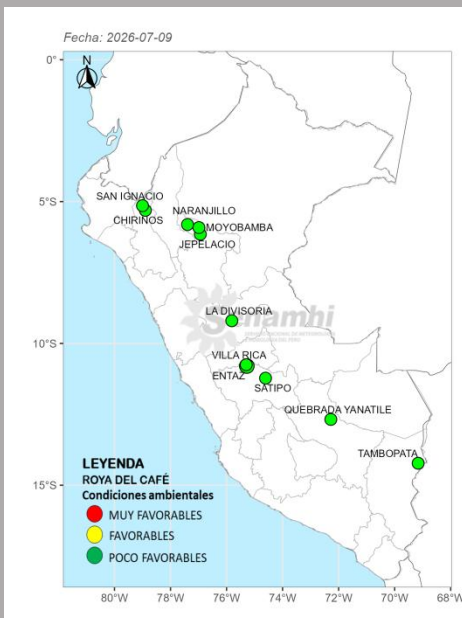 Fecha: 2026-07-09
N
0°
5°S
10°S
15°S
SAN IGNACIO
CHIRINOS
NARANJILLO
MOYOBAMBA
JEPELACIO
LA DIVISORIA
Senamhi
VILLA RICA
ENTAZ
SATIPO
QUEBRADA YANATILE
TAMBOPATA
LEYENDA
ROYA DEL CAFÉ
Condiciones ambientales
MUY FAVORABLES
FAVORABLES
POCO FAVORABLES
80°W 78°W 76°W 74°W 72°W 70°W 68°W